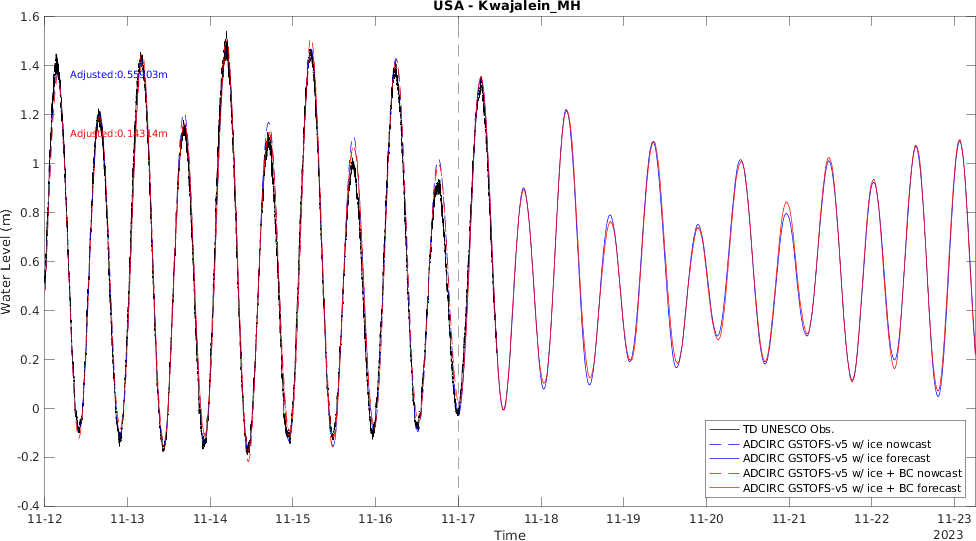 USA - Kwajalein_MH
1.6
1.4
1.2
1
0.8
0.6
0.4
0.2
0
-0.2
-0.4
Water Level (m)
Adjusted:0.55903m
Adjusted:0.14314m
TD UNESCO Obs.
ADCIRC GSTOFS-v5 w/ ice nowcast
ADCIRC GSTOFS-v5 w/ ice forecast
ADCIRC GSTOFS-v5 w/ ice + BC nowcast
ADCIRC GSTOFS-v5 w/ ice + BC forecast
11-12 11-13 11-14 11-15 11-16 11-17 11-18 11-19 11-20 11-21 11-22 11-23
Time
2023